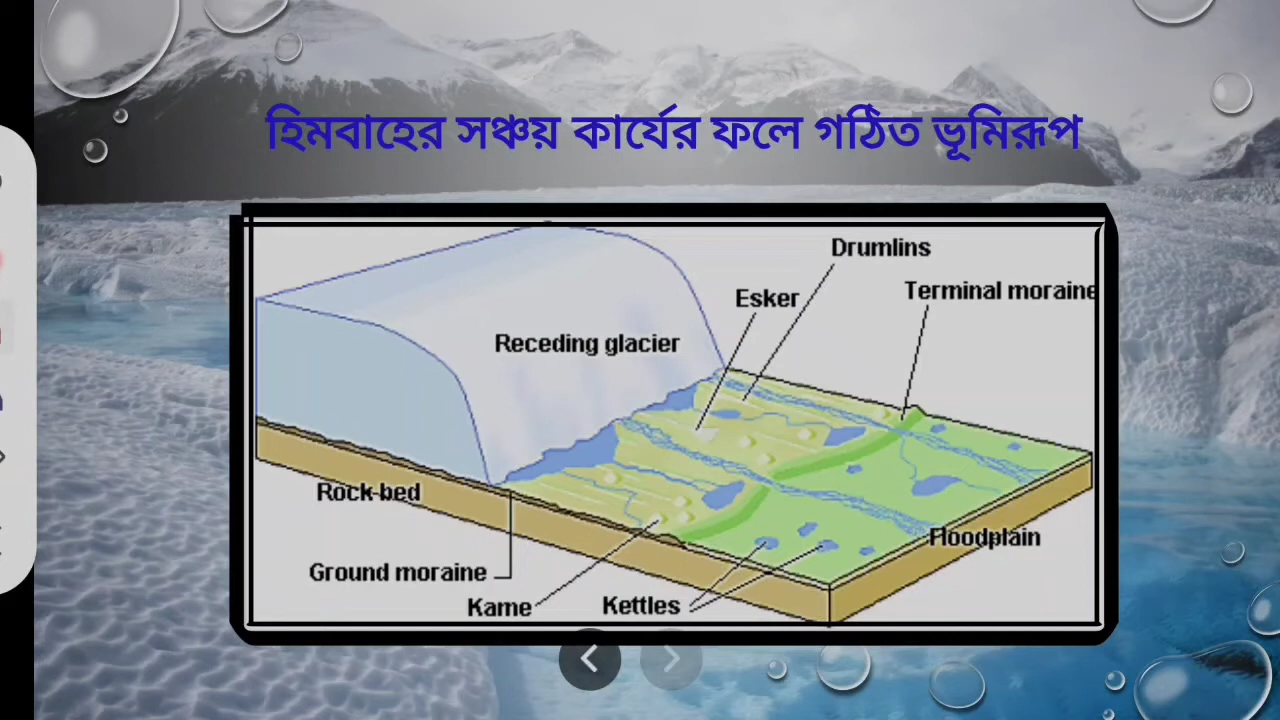 হিমবাহের সঞ্চয় কার্যের ফলে গঠিত ভূমিরূপ
Drumlins
Esker
Terminal moraine
Receding glacier
Rock-bed
Floodplain
Ground moraine
Kame
Kettles